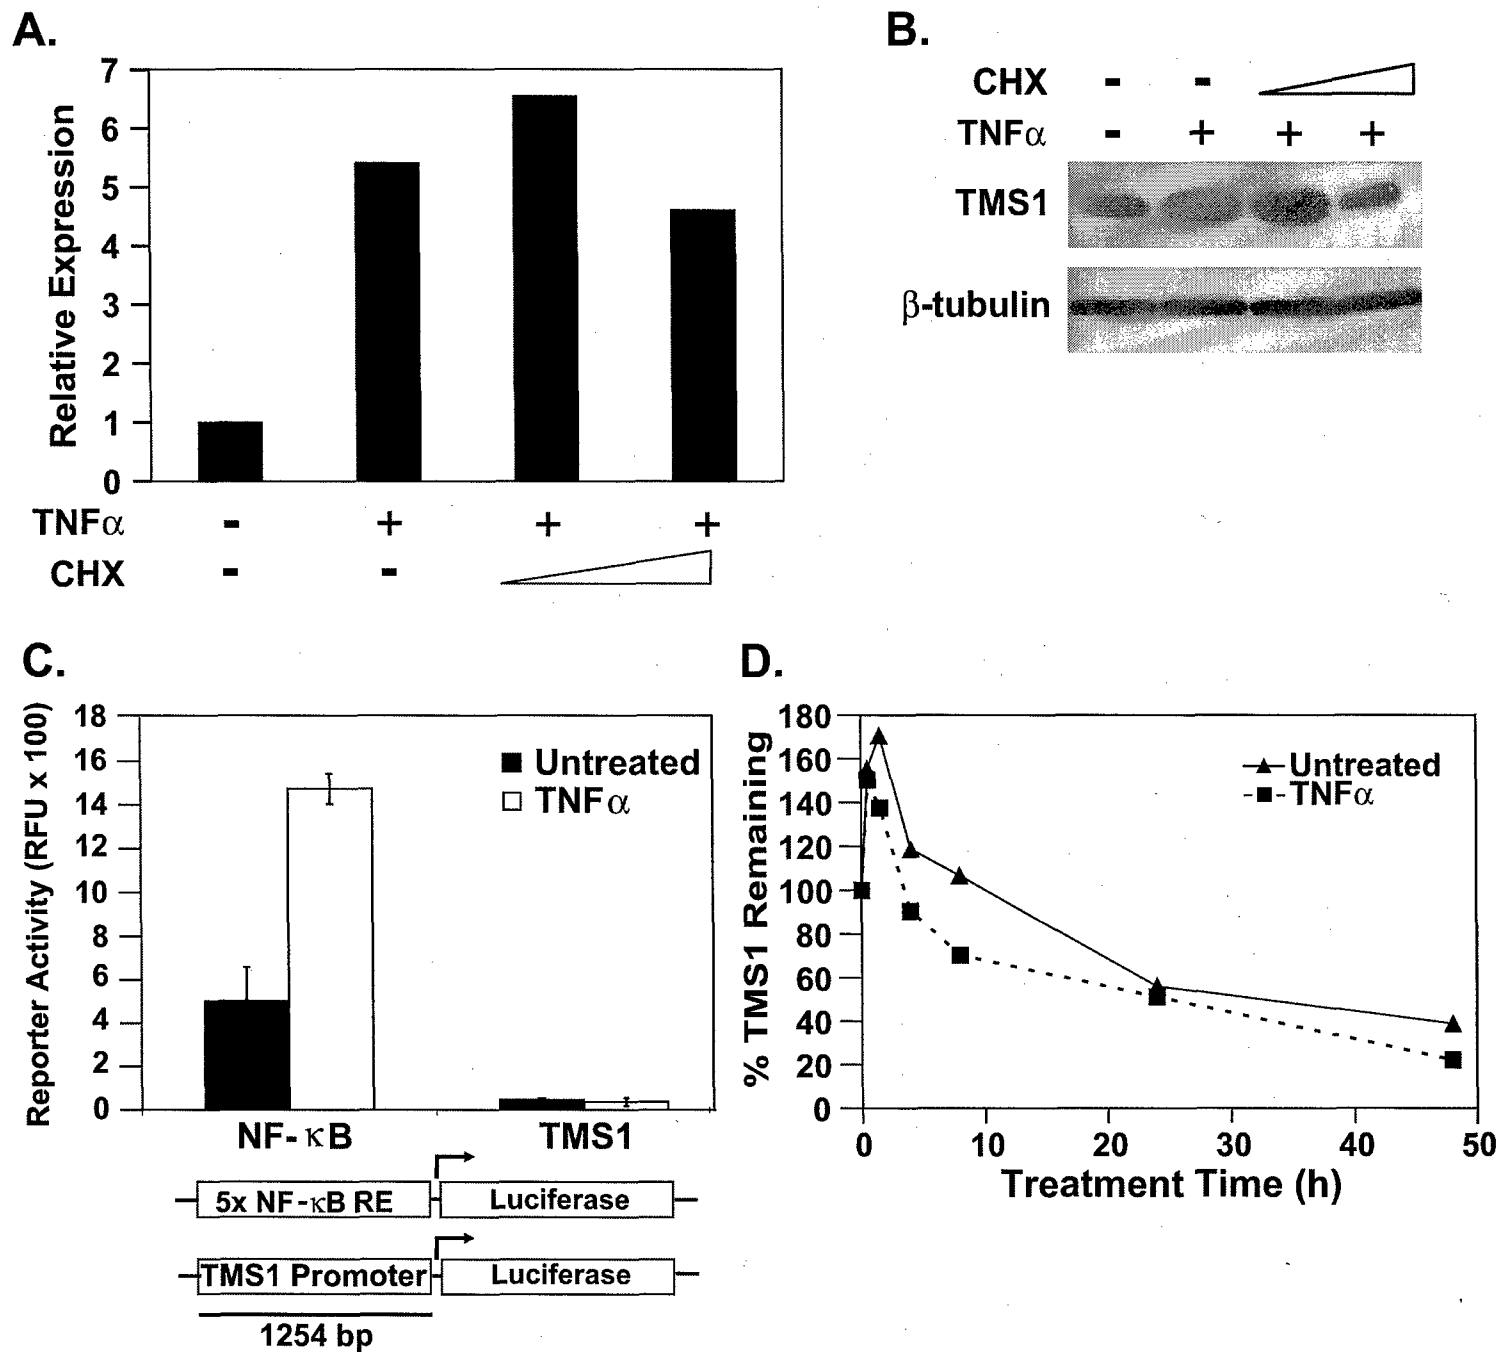 A.
7
6
5
4
3
2
1
0
Relative Expression
TNFα - + + +
CHX - -
B.
CHX - -
TNFα - + + +
TMS1
β-tubulin
C.
18
16
14
12
10
8
6
4
2
0
Reporter Activity (RFU x 100)
Untreated
TNFα
NF-κB TMS1
5x NF-κB RE Luciferase
TMS1 Promoter Luciferase
1254 bp
D.
180
160
140
120
100
80
60
40
20
0
% TMS1 Remaining
Untreated
TNFα
0 10 20 30 40 50
Treatment Time (h)